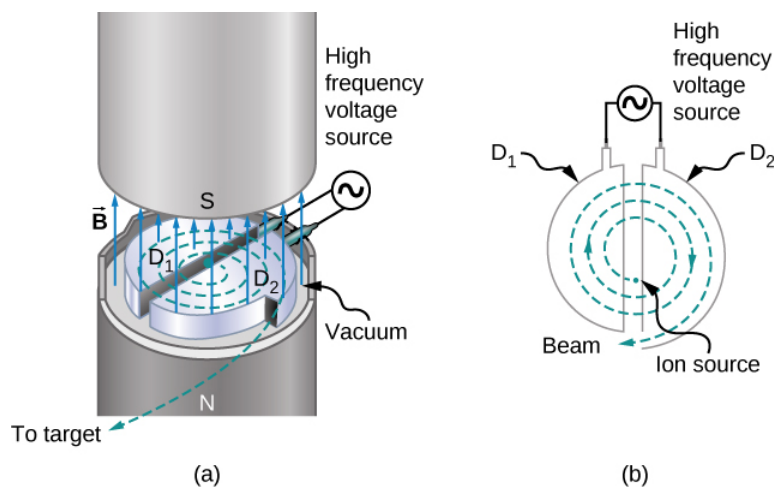 High
frequency
voltage
source
S
B
D1
D2
Vacuum
N
To target
(a)
High
frequency
voltage
source
D1
D2
Beam
Ion source
(b)